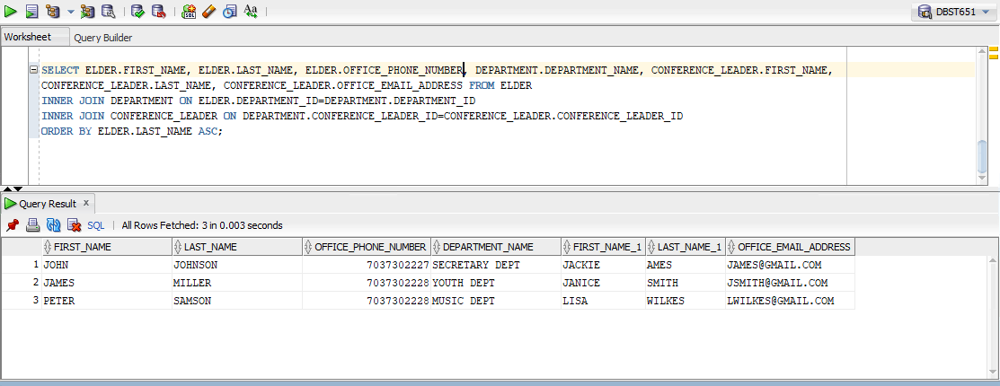 DBST651
Worksheet Query Builder
SELECT ELDER.FIRST_NAME, ELDER.LAST_NAME, ELDER.OFFICE_PHONE_NUMBER, DEPARTMENT.DEPARTMENT_NAME, CONFERENCE_LEADER.FIRST_NAME,
CONFERENCE_LEADER.LAST_NAME, CONFERENCE_LEADER.OFFICE_EMAIL_ADDRESS FROM ELDER
INNER JOIN DEPARTMENT ON ELDER.DEPARTMENT_ID=DEPARTMENT.DEPARTMENT_ID
INNER JOIN CONFERENCE_LEADER ON DEPARTMENT.CONFERENCE_LEADER_ID=CONFERENCE_LEADER.CONFERENCE_LEADER_ID
ORDER BY ELDER.LAST_NAME ASC;
Query Result x
SQL | All Rows Fetched: 3 in 0.003 seconds
FIRST_NAME LAST_NAME OFFICE_PHONE_NUMBER DEPARTMENT_NAME FIRST_NAME_1 LAST_NAME_1 OFFICE_EMAIL_ADDRESS
1 JOHN JOHNSON 7037302227 SECRETARY DEPT JACKIE AMES JAMES@GMAIL.COM
2 JAMES MILLER 7037302228 YOUTH DEPT JANICE SMITH JSMITH@GMAIL.COM
3 PETER SAMSON 7037302228 MUSIC DEPT LISA WILKES LWILKES@GMAIL.COM